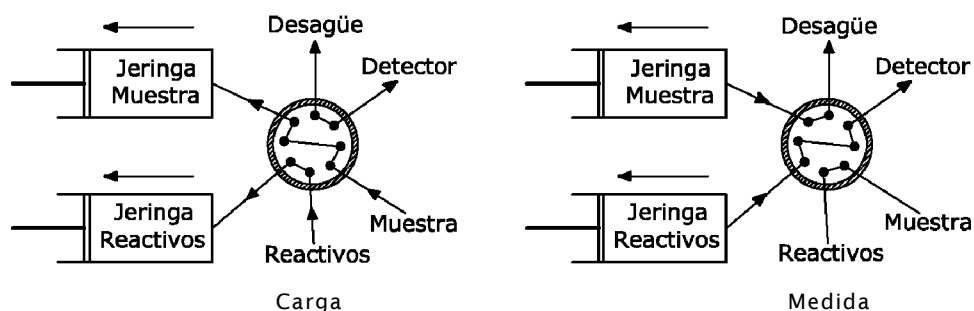 Desagüe
Detector
Jeringa
Muestra
Jeringa
Reactivos
Muestra
Reactivos
Carga
Desagüe
Detector
Jeringa
Muestra
Jeringa
Reactivos
Muestra
Reactivos
Medida